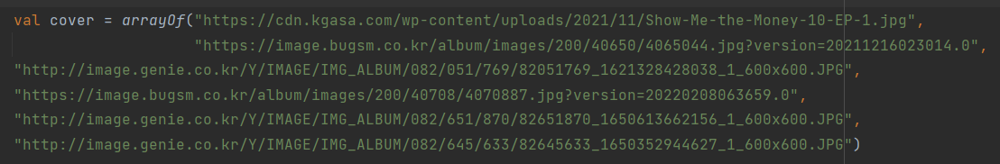 val cover = arrayOf("https://cdn.kgasa.com/wp-content/uploads/2021/11/Show-Me-the-Money-10-EP-1.jpg",
"https://image.bugsm.co.kr/album/images/200/40650/4065044.jpg?version=20211216023014.0",
"http://image.genie.co.kr/Y/IMAGE/IMG_ALBUM/082/051/769/82051769_1621328428038_1_600x600.JPG",
"https://image.bugsm.co.kr/album/images/200/40708/4070887.jpg?version=20220208063659.0",
"http://image.genie.co.kr/Y/IMAGE/IMG_ALBUM/082/651/870/82651870_1650613662156_1_600x600.JPG",
"http://image.genie.co.kr/Y/IMAGE/IMG_ALBUM/082/645/633/82645633_1650352944627_1_600x600.JPG")